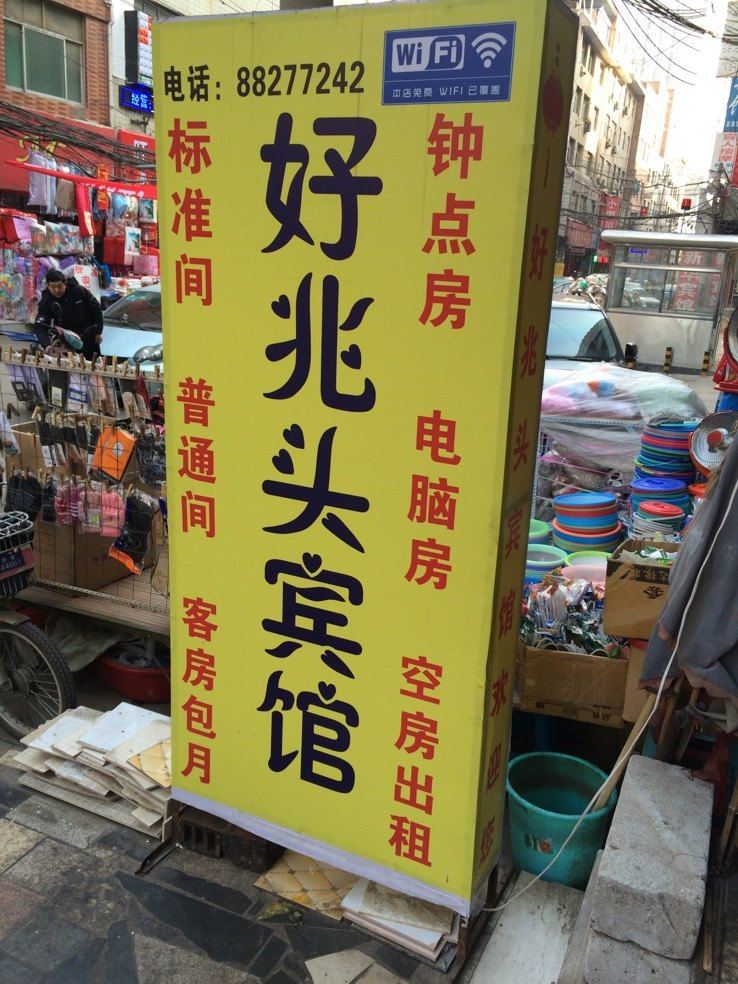 电话：88277242
WiFi
本店免费 WIFI 已覆盖
标准间
普通间
客房包月
好兆头宾馆
钟点房
电脑房
空房出租
好兆头宾馆欢迎您
经营